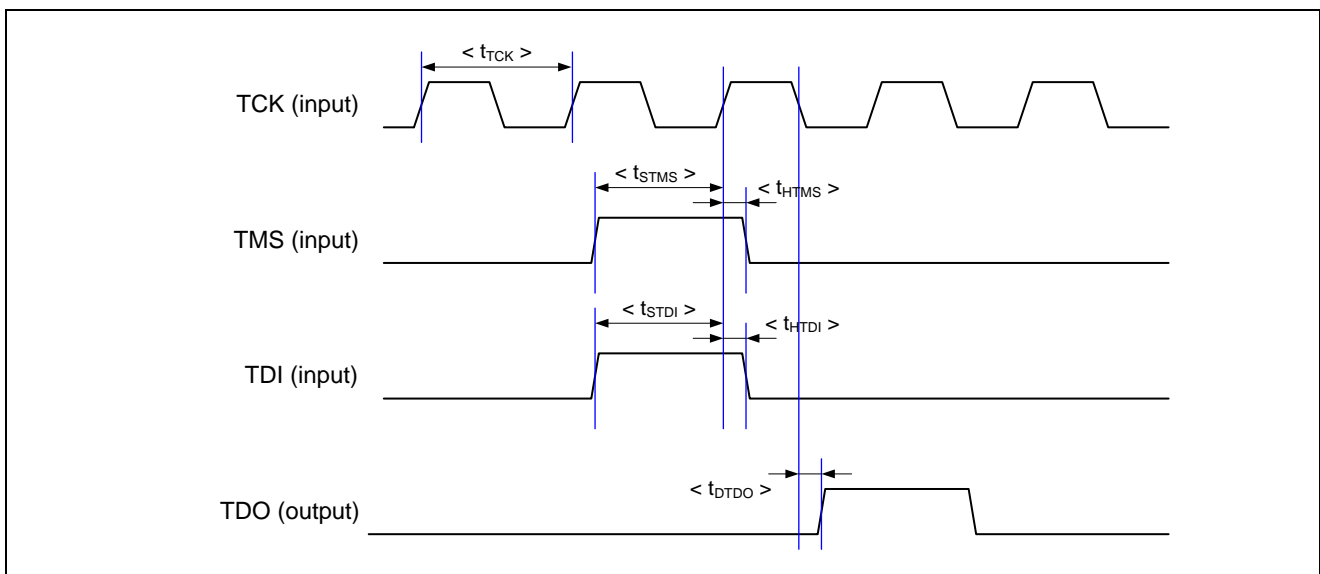 < tTCK >
TCK (input)
< tSTMS >
< tHTMS >
TMS (input)
< tSTDI >
< tHTDI >
TDI (input)
< tDTDO >
TDO (output)